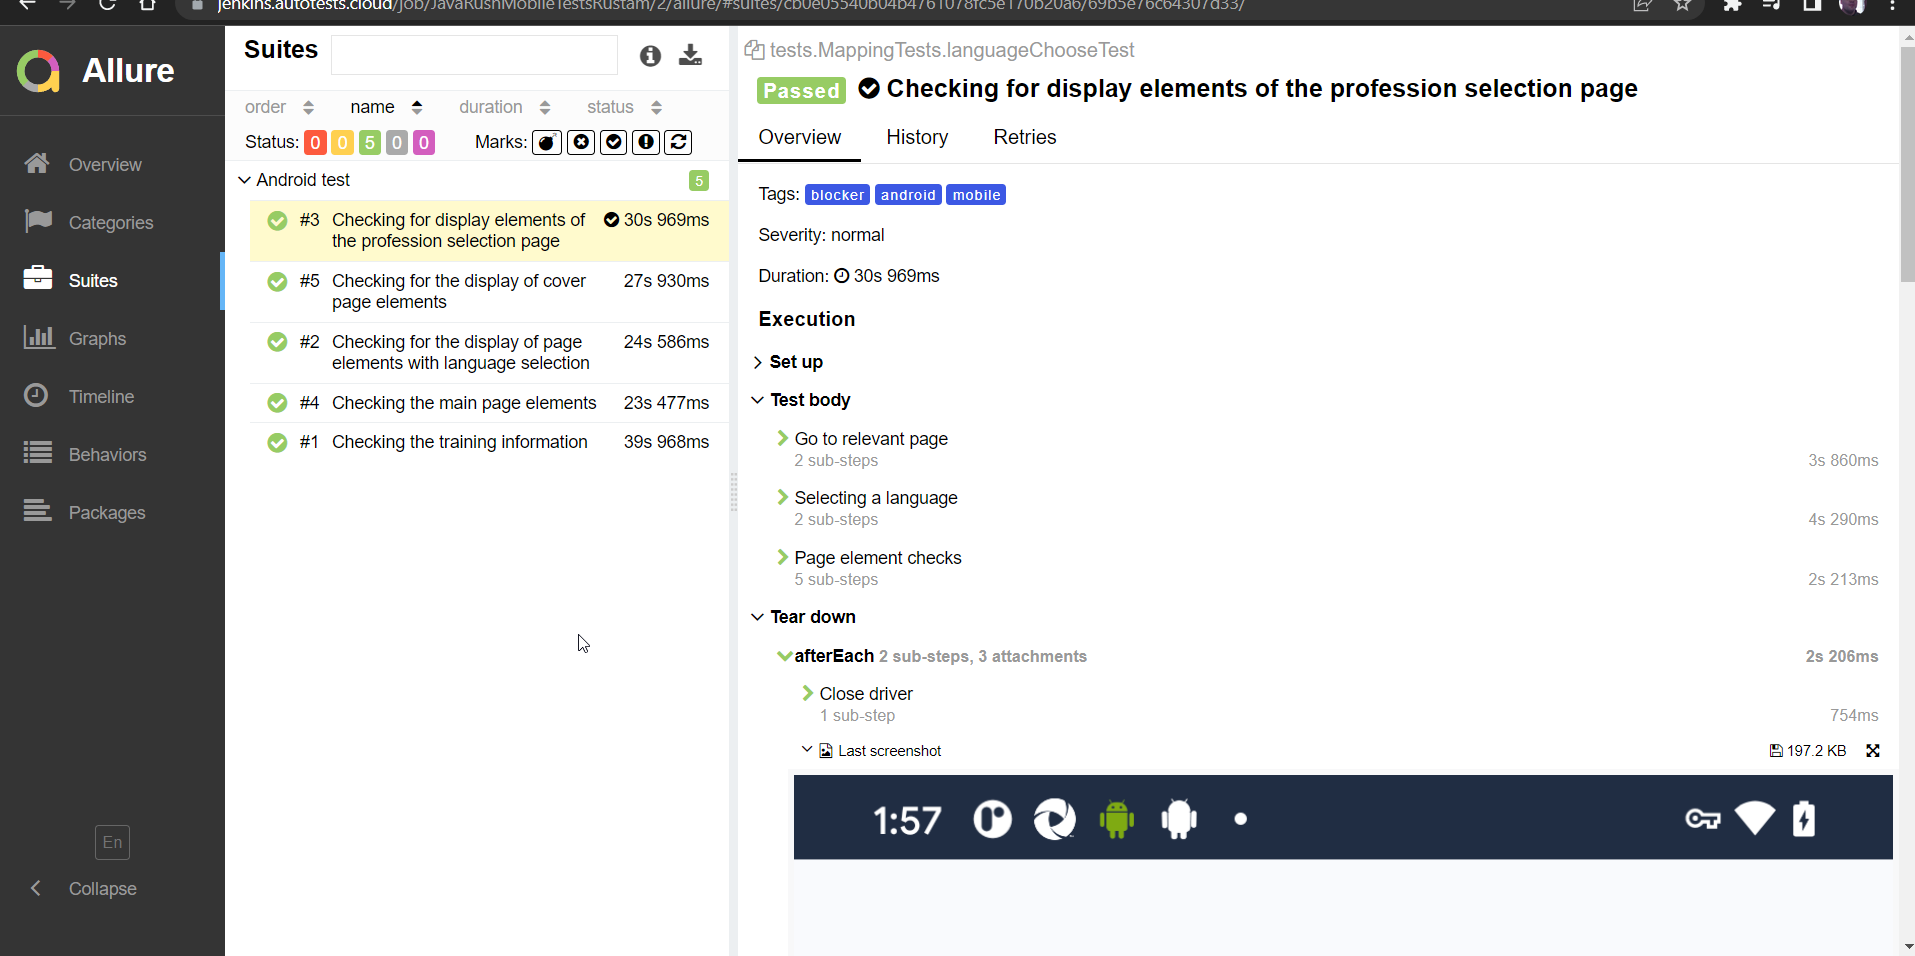 jenkins.autotests.cloud/job/JavaRushMobileTestsRustam/2/allure/#suites/cb0e05540b04b4761078fc5e170b20a6/69b5e76c64307d33/
Allure
Overview
Categories
Suites
Graphs
Timeline
Behaviors
Packages
En
Collapse
Suites
order name duration status
Status: 0 0 5 0 0 Marks:
Android test 5
#3 Checking for display elements of the profession selection page 30s 969ms
#5 Checking for the display of cover page elements 27s 930ms
#2 Checking for the display of page elements with language selection 24s 586ms
#4 Checking the main page elements 23s 477ms
#1 Checking the training information 39s 968ms
tests.MappingTests.languageChooseTest
Passed Checking for display elements of the profession selection page
Overview History Retries
Tags: blocker android mobile
Severity: normal
Duration: 30s 969ms
Execution
Set up
Test body
Go to relevant page
2 sub-steps 3s 860ms
Selecting a language
2 sub-steps 4s 290ms
Page element checks
5 sub-steps 2s 213ms
Tear down
afterEach 2 sub-steps, 3 attachments 2s 206ms
Close driver
1 sub-step 754ms
Last screenshot 197.2 KB
1:57